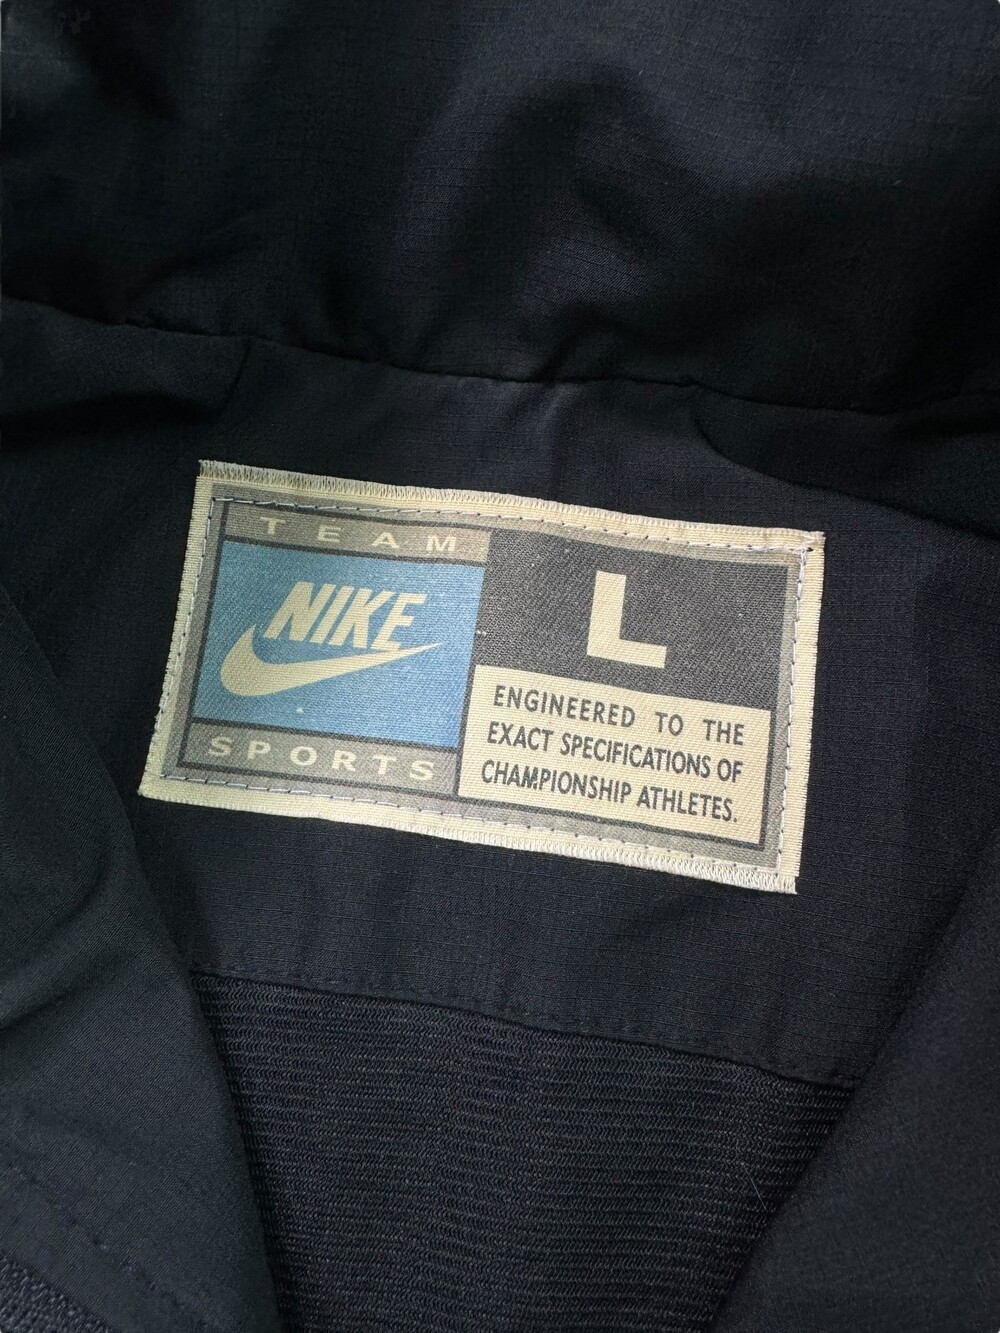 TEAM
NIKE
SPORTS
L
ENGINEERED TO THE
EXACT SPECIFICATIONS OF
CHAMPIONSHIP ATHLETES.